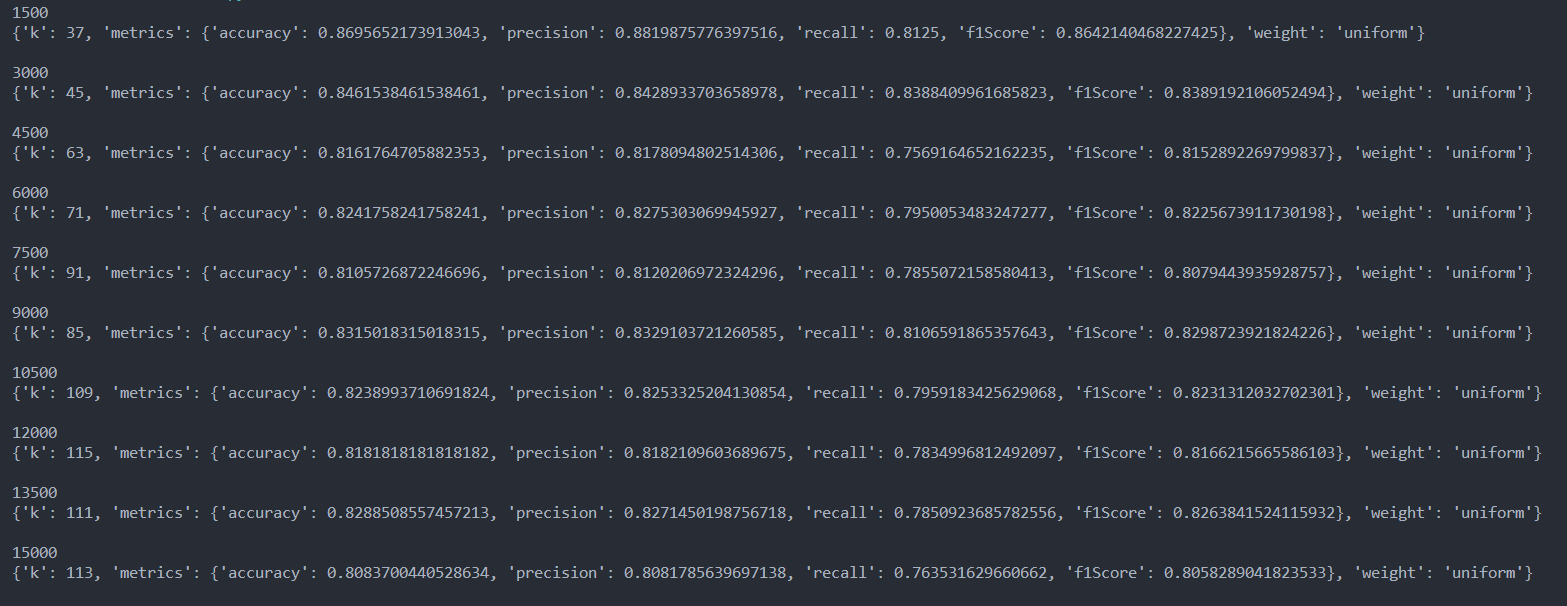 1500
{'k': 37, 'metrics': {'accuracy': 0.8695652173913043, 'precision': 0.8819875776397516, 'recall': 0.8125, 'f1Score': 0.8642140468227425}, 'weight': 'uniform'}
3000
{'k': 45, 'metrics': {'accuracy': 0.8461538461538461, 'precision': 0.8428933703658978, 'recall': 0.8388409961685823, 'f1Score': 0.8389192106052494}, 'weight': 'uniform'}
4500
{'k': 63, 'metrics': {'accuracy': 0.8161764705882353, 'precision': 0.8178094802514306, 'recall': 0.7569164652162235, 'f1Score': 0.8152892269799837}, 'weight': 'uniform'}
6000
{'k': 71, 'metrics': {'accuracy': 0.8241758241758241, 'precision': 0.8275303069945927, 'recall': 0.7950053483247277, 'f1Score': 0.8225673911730198}, 'weight': 'uniform'}
7500
{'k': 91, 'metrics': {'accuracy': 0.8105726872246696, 'precision': 0.8120206972324296, 'recall': 0.7855072158580413, 'f1Score': 0.8079443935928757}, 'weight': 'uniform'}
9000
{'k': 85, 'metrics': {'accuracy': 0.8315018315018315, 'precision': 0.8329103721260585, 'recall': 0.8106591865357643, 'f1Score': 0.8298723921824226}, 'weight': 'uniform'}
10500
{'k': 109, 'metrics': {'accuracy': 0.8238993710691824, 'precision': 0.8253325204130854, 'recall': 0.7959183425629068, 'f1Score': 0.8231312032702301}, 'weight': 'uniform'}
12000
{'k': 115, 'metrics': {'accuracy': 0.8181818181818182, 'precision': 0.8182109603689675, 'recall': 0.7834996812492097, 'f1Score': 0.8166215665586103}, 'weight': 'uniform'}
13500
{'k': 111, 'metrics': {'accuracy': 0.8288508557457213, 'precision': 0.8271450198756718, 'recall': 0.7850923685782556, 'f1Score': 0.8263841524115932}, 'weight': 'uniform'}
15000
{'k': 113, 'metrics': {'accuracy': 0.8083700440528634, 'precision': 0.8081785639697138, 'recall': 0.763531629660662, 'f1Score': 0.8058289041823533}, 'weight': 'uniform'}